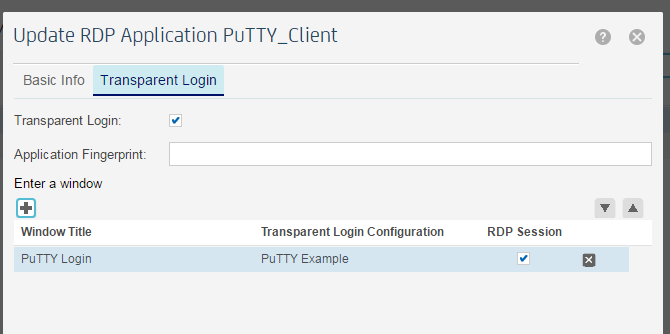 Update RDP Application PuTTY_Client
?
Basic Info Transparent Login
Transparent Login:
Application Fingerprint:
Enter a window
Window Title Transparent Login Configuration RDP Session
PuTTY Login PuTTY Example